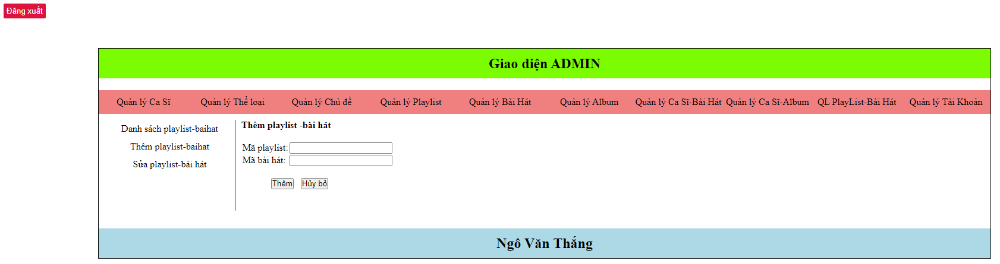 Đăng xuất
Giao diện ADMIN
Quản lý Ca Sĩ Quản lý Thể loại Quản lý Chủ đề Quản lý Playlist Quản lý Bài Hát Quản lý Album Quản lý Ca Sĩ-Bài Hát Quản lý Ca Sĩ-Album QL PlayList-Bài Hát Quản lý Tài Khoản
Danh sách playlist-baihat
Thêm playlist-baihat
Sửa playlist-bài hát
Thêm playlist -bài hát
Mã playlist:
Mã bài hát:
Thêm Hủy bỏ
Ngô Văn Thắng